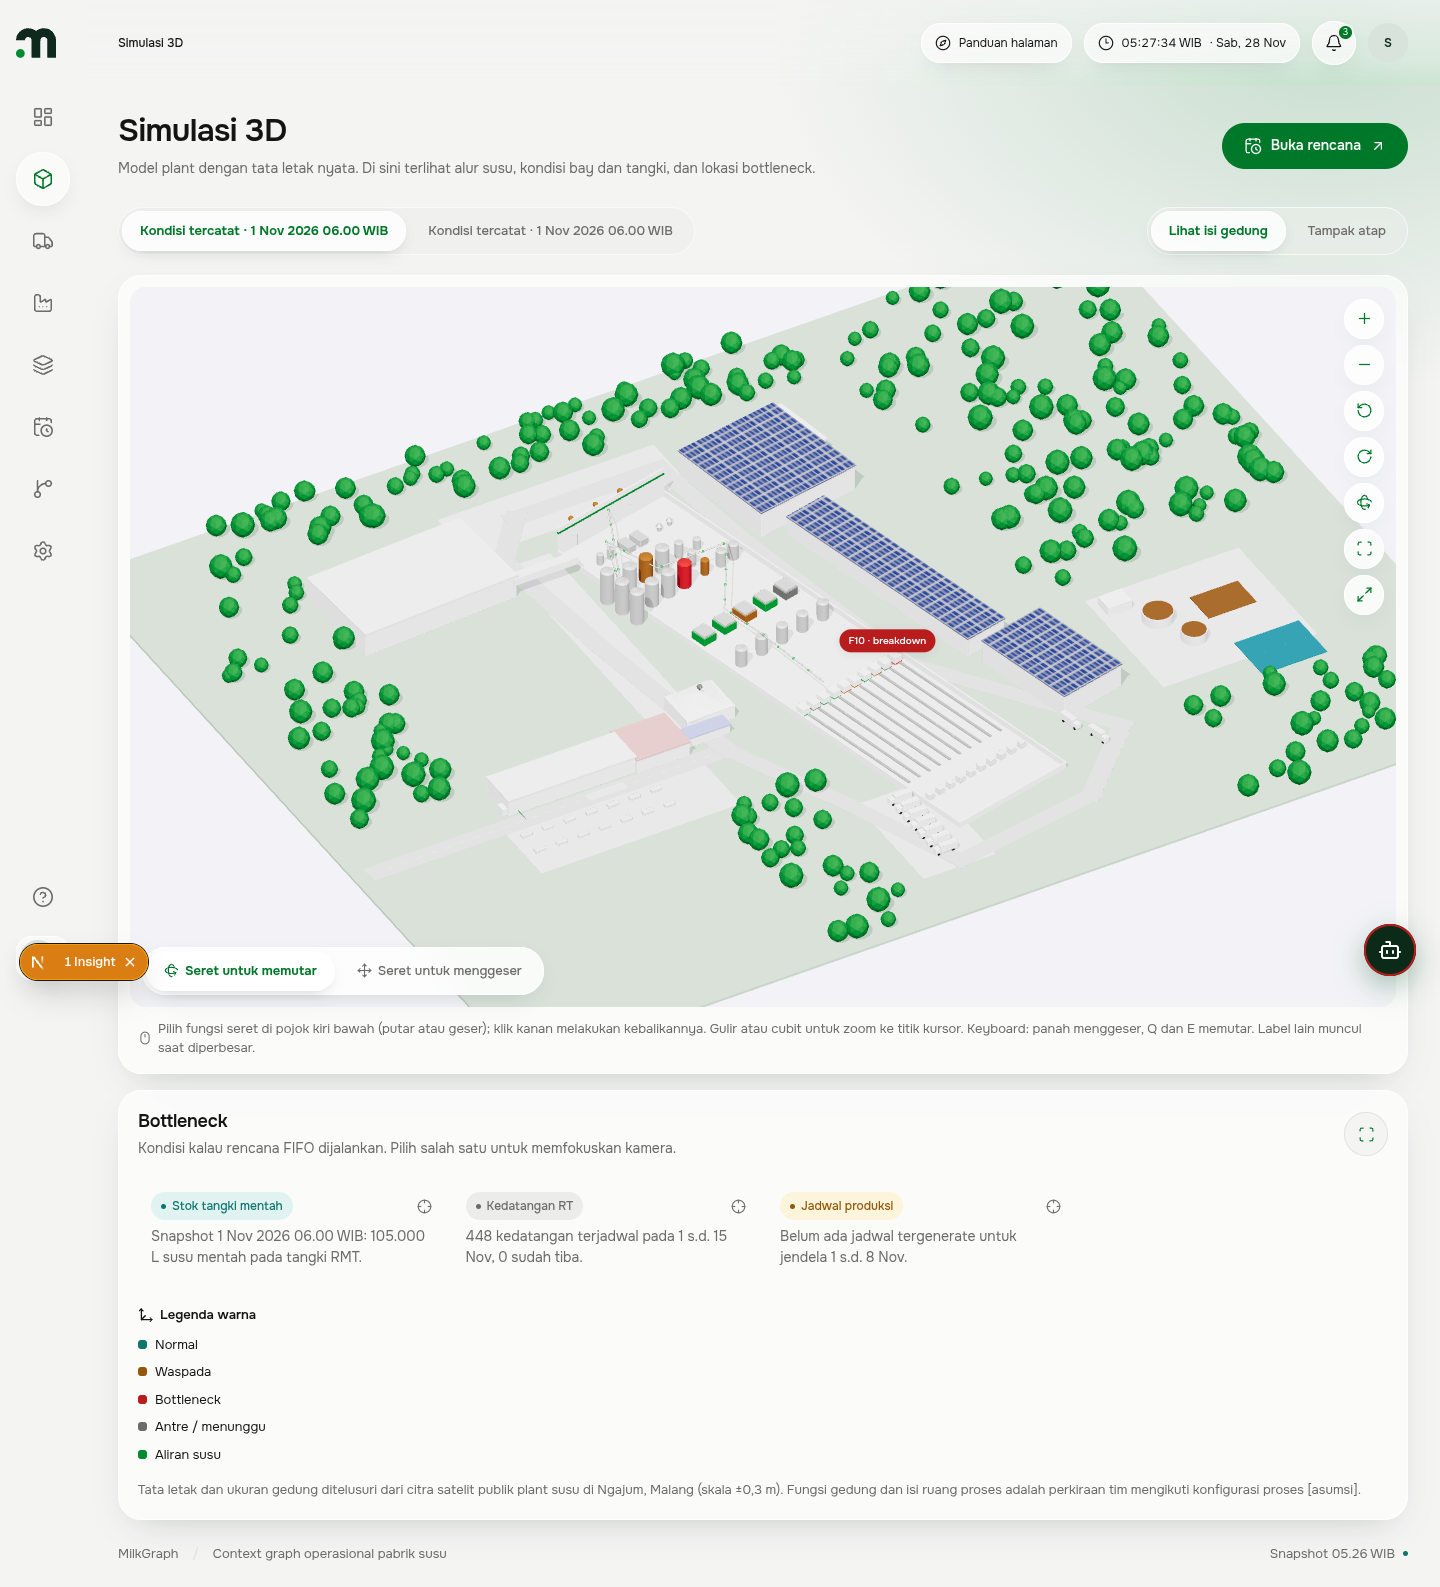 Simulasi 3D
Panduan halaman
05:27:34 WIB · Sab, 28 Nov
3
S
Simulasi 3D
Model plant dengan tata letak nyata. Di sini terlihat alur susu, kondisi bay dan tangki, dan lokasi bottleneck.
Buka rencana
Kondisi tercatat · 1 Nov 2026 06.00 WIB
Kondisi tercatat · 1 Nov 2026 06.00 WIB
Lihat isi gedung
Tampak atap
F10 · breakdown
1 Insight
Seret untuk memutar
Seret untuk menggeser
Pilih fungsi seret di pojok kiri bawah (putar atau geser); klik kanan melakukan kebalikannya. Gulir atau cubit untuk zoom ke titik kursor. Keyboard: panah menggeser, Q dan E memutar. Label lain muncul
saat diperbesar.
Bottleneck
Kondisi kalau rencana FIFO dijalankan. Pilih salah satu untuk memfokuskan kamera.
Stok tangki mentah
Snapshot 1 Nov 2026 06.00 WIB: 105.000
L susu mentah pada tangki RMT.
Kedatangan RT
448 kedatangan terjadwal pada 1 s.d. 15
Nov, 0 sudah tiba.
Jadwal produksi
Belum ada jadwal tergenerate untuk
jendela 1 s.d. 8 Nov.
Legenda warna
Normal
Waspada
Bottleneck
Antre / menunggu
Aliran susu
Tata letak dan ukuran gedung ditelusuri dari citra satelit publik plant susu di Ngajum, Malang (skala ±0,3 m). Fungsi gedung dan isi ruang proses adalah perkiraan tim mengikuti konfigurasi proses [asumsi].
MilkGraph / Context graph operasional pabrik susu
Snapshot 05.26 WIB